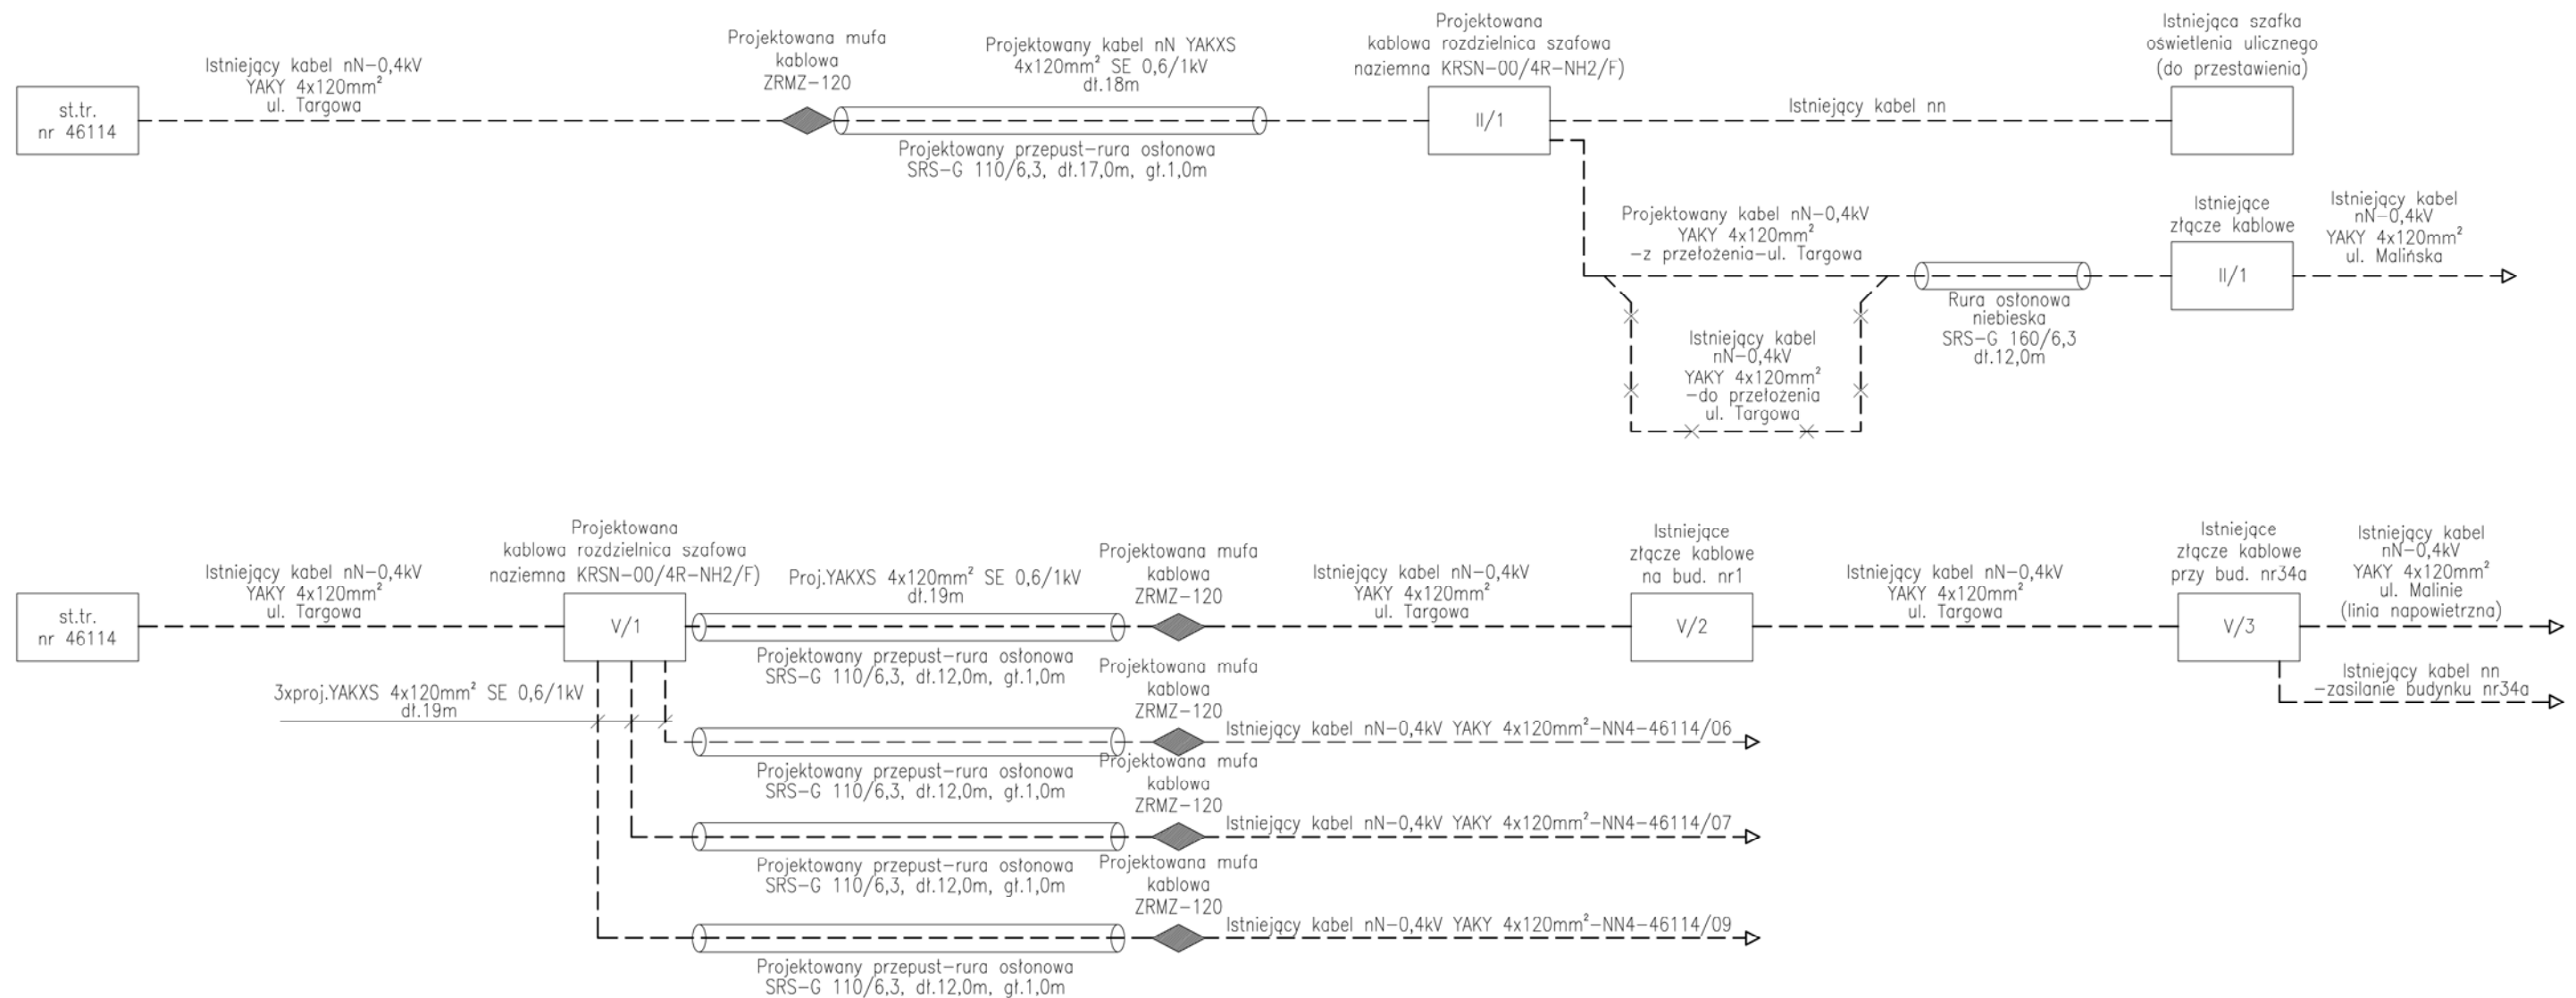 st.tr.
nr 46114
Istniejący kabel nN-0,4kV
YAKY 4x120mm²
ul. Targowa
Projektowana mufa
kablowa
ZRMZ-120
Projektowany kabel nN YAKXS
4x120mm² SE 0,6/1kV
dł.18m
Projektowany przepust-rura osłonowa
SRS-G 110/6,3, dł.17,0m, gł.1,0m
Projektowana
kablowa rozdzielnica szafowa
naziemna KRSN-00/4R-NH2/F)
II/1
Istniejący kabel nn
Istniejąca szafka
oświetlenia ulicznego
(do przestawienia)
Projektowany kabel nN-0,4kV
YAKY 4x120mm²
-z przełożenia-ul. Targowa
Istniejący kabel
nN-0,4kV
YAKY 4x120mm²
-do przełożenia
ul. Targowa
Rura osłonowa
niebieska
SRS-G 160/6,3
dł.12,0m
Istniejące
złącze kablowe
II/1
Istniejący kabel
nN-0,4kV
YAKY 4x120mm²
ul. Malińska
st.tr.
nr 46114
Istniejący kabel nN-0,4kV
YAKY 4x120mm²
ul. Targowa
Projektowana
kablowa rozdzielnica szafowa
naziemna KRSN-00/4R-NH2/F)
V/1
3xproj.YAKXS 4x120mm² SE 0,6/1kV
dł.19m
Proj.YAKXS 4x120mm² SE 0,6/1kV
dł.19m
Projektowany przepust-rura osłonowa
SRS-G 110/6,3, dł.12,0m, gł.1,0m
Projektowana mufa
kablowa
ZRMZ-120
Istniejący kabel nN-0,4kV
YAKY 4x120mm²
ul. Targowa
Istniejące
złącze kablowe
na bud. nr1
V/2
Istniejący kabel nN-0,4kV
YAKY 4x120mm²
ul. Targowa
Istniejące
złącze kablowe
przy bud. nr34a
V/3
Istniejący kabel
nN-0,4kV
YAKY 4x120mm²
ul. Malinie
(linia napowietrzna)
Istniejący kabel nn
-zasilanie budynku nr34a
Projektowana mufa
kablowa
ZRMZ-120
Istniejący kabel nN-0,4kV YAKY 4x120mm²-NN4-46114/06
Projektowany przepust-rura osłonowa
SRS-G 110/6,3, dł.12,0m, gł.1,0m
Projektowana mufa
kablowa
ZRMZ-120
Istniejący kabel nN-0,4kV YAKY 4x120mm²-NN4-46114/07
Projektowany przepust-rura osłonowa
SRS-G 110/6,3, dł.12,0m, gł.1,0m
Projektowana mufa
kablowa
ZRMZ-120
Istniejący kabel nN-0,4kV YAKY 4x120mm²-NN4-46114/09
Projektowany przepust-rura osłonowa
SRS-G 110/6,3, dł.12,0m, gł.1,0m